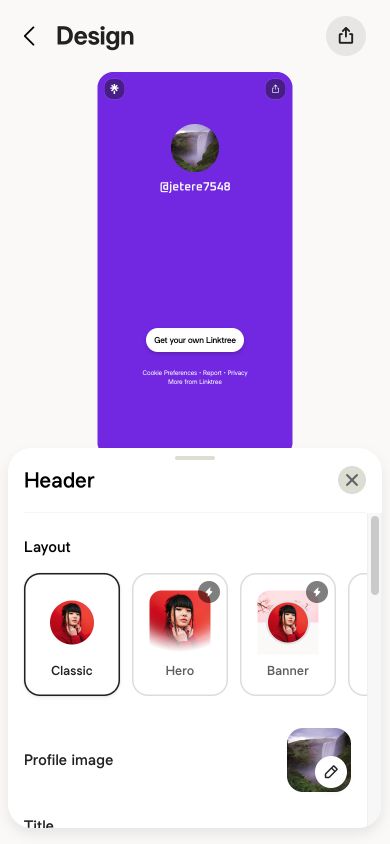 Design
@jetere7548
Get your own Linktree
Cookie Preferences • Report • Privacy
More from Linktree
Header
Layout
Classic
Hero
Banner
Profile image
Title